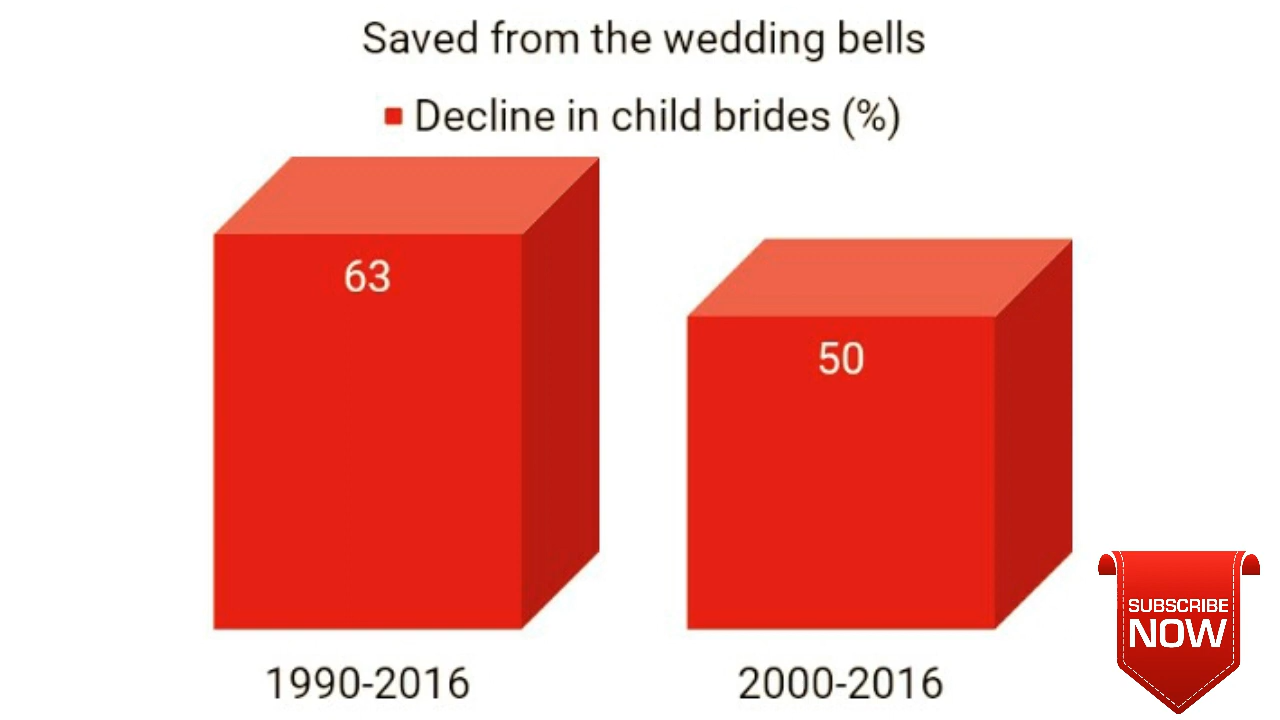 Saved from the wedding bells
Decline in child brides (%)
63
50
1990-2016
2000-2016
SUBSCRIBE
NOW